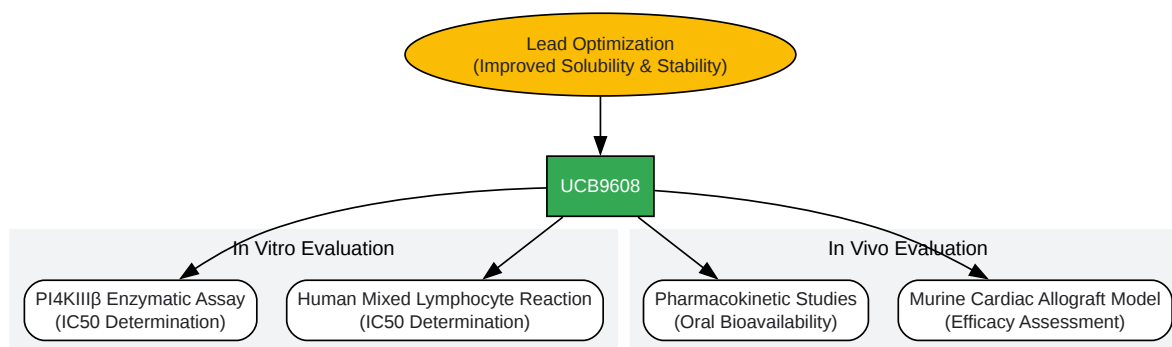 Lead Optimization
(Improved Solubility & Stability)
UCB9608
In Vitro Evaluation
In Vivo Evaluation
PI4KIIIβ Enzymatic Assay
(IC50 Determination)
Human Mixed Lymphocyte Reaction
(IC50 Determination)
Pharmacokinetic Studies
(Oral Bioavailability)
Murine Cardiac Allograft Model
(Efficacy Assessment)